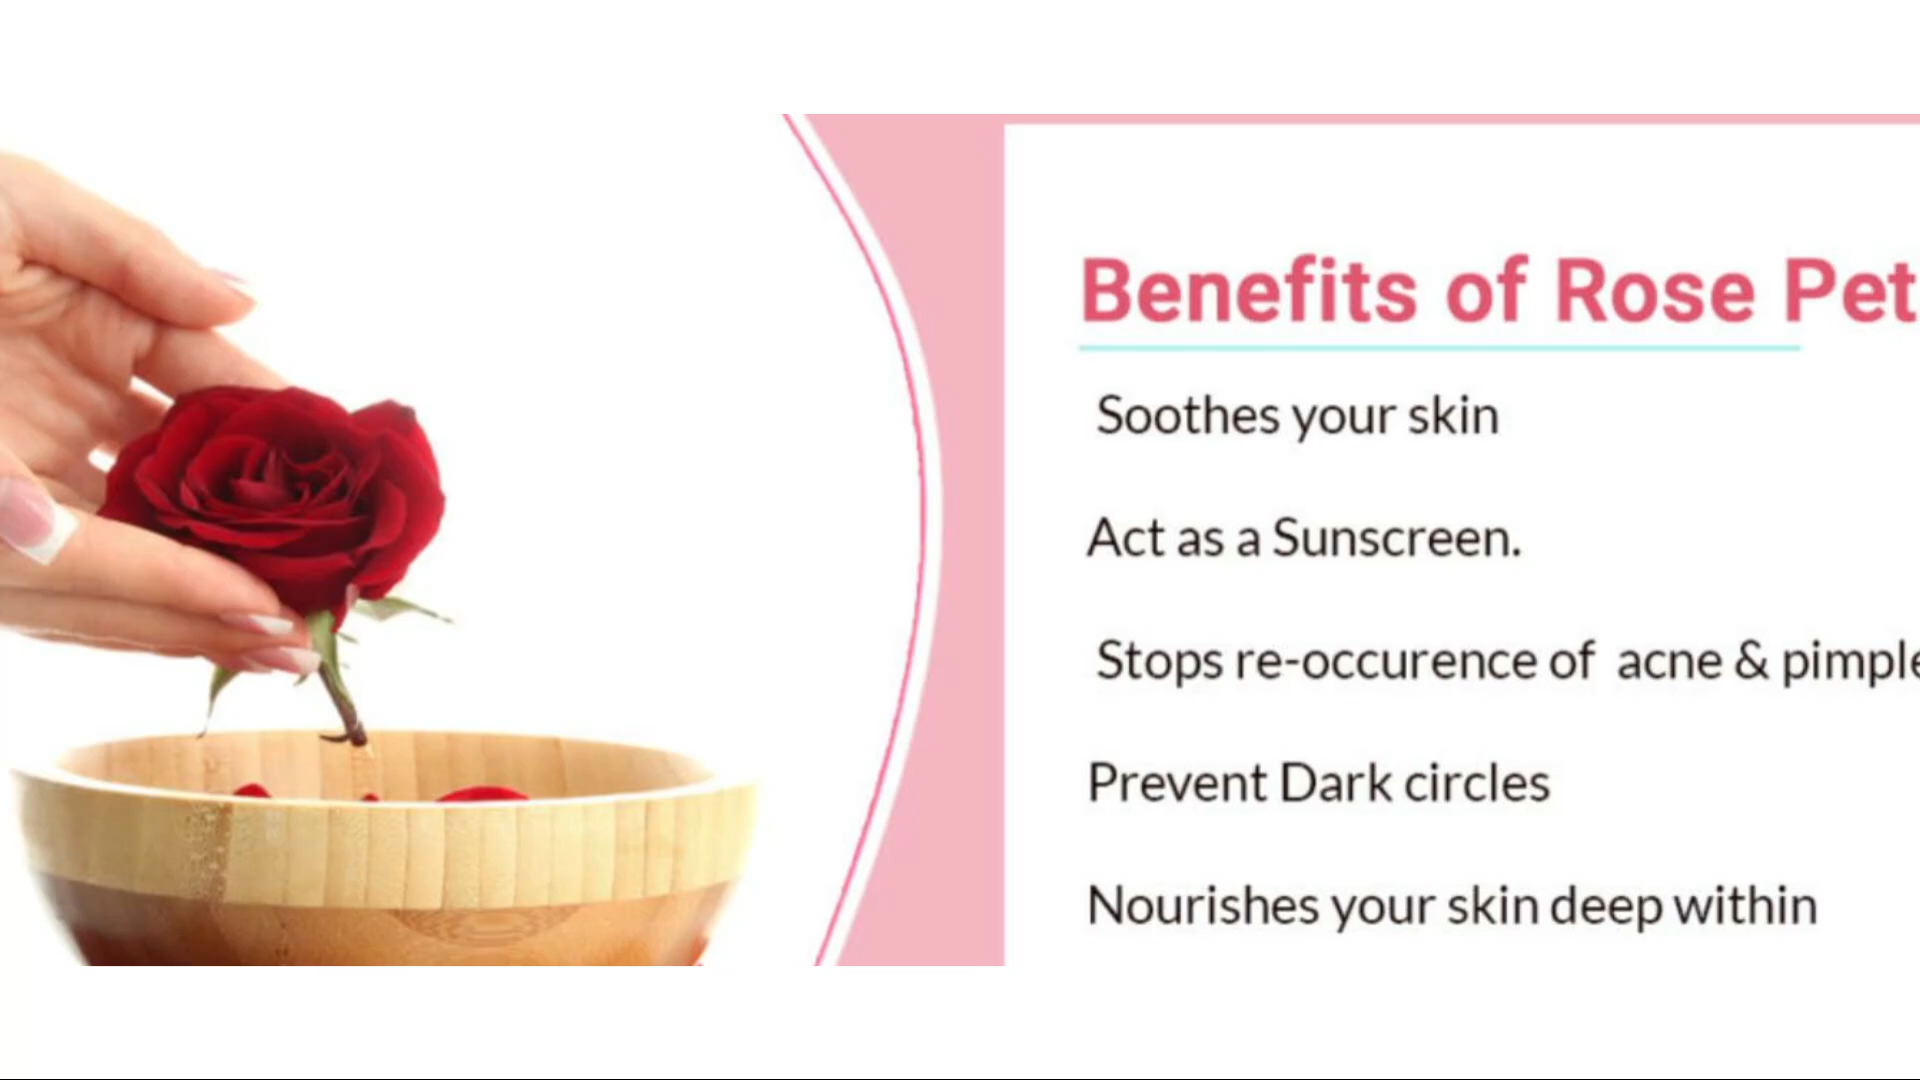 Benefits of Rose Pet
Soothes your skin
Act as a Sunscreen.
Stops re-occurence of acne & pimple
Prevent Dark circles
Nourishes your skin deep within